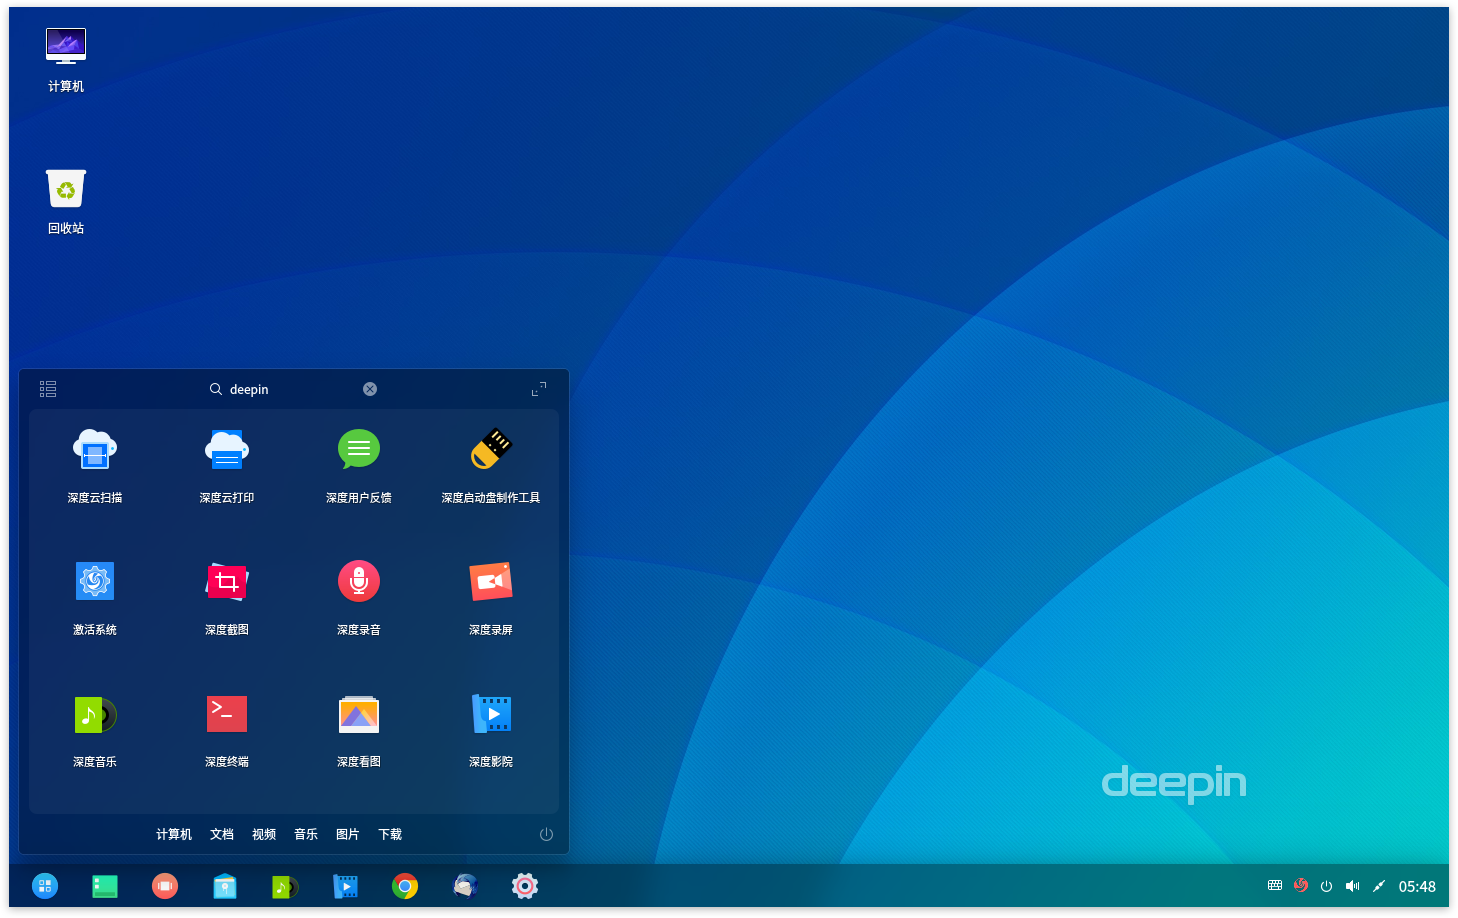 计算机
回收站
deepin
深度云扫描
深度云打印
深度用户反馈
深度启动盘制作工具
激活系统
深度截图
深度录音
深度录屏
深度音乐
深度终端
深度看图
深度影院
deepin
计算机 文档 视频 音乐 图片 下载
05:48